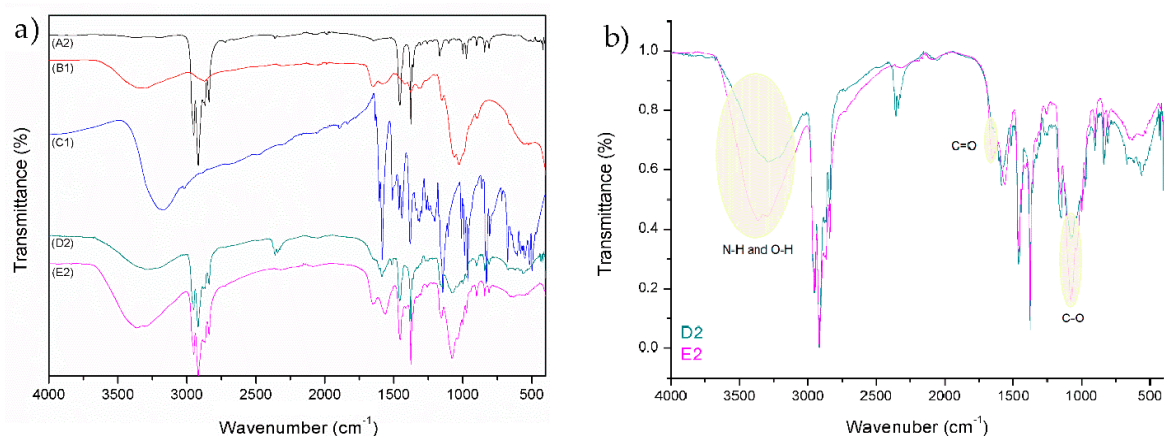 a)
(A2)
(B1)
(C1)
(D2)
(E2)
Transmittance (%)
4000 3500 3000 2500 2000 1500 1000 500
Wavenumber (cm⁻¹)
b)
1.0
0.8
0.6
0.4
0.2
0.0
Transmittance (%)
N-H and O-H
C=O
C-O
D2
E2
4000 3500 3000 2500 2000 1500 1000 500
Wavenuber (cm⁻¹)